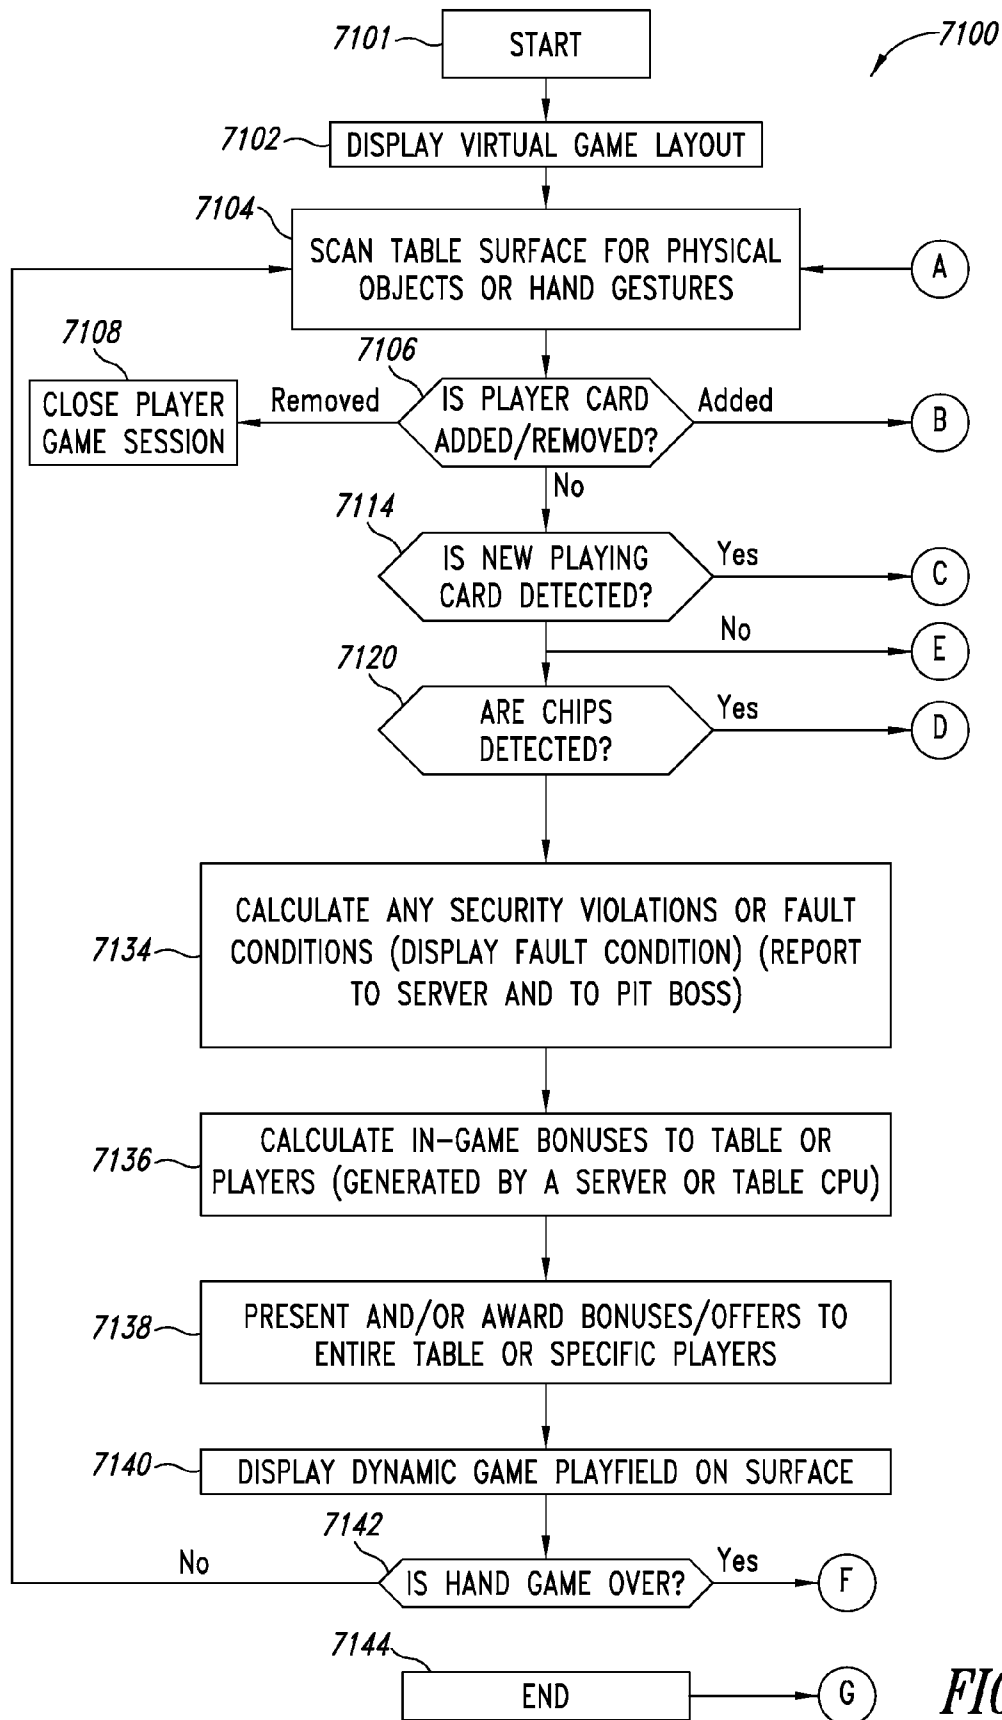 7101
START
7100
7102
DISPLAY VIRTUAL GAME LAYOUT
7104
SCAN TABLE SURFACE FOR PHYSICAL
OBJECTS OR HAND GESTURES
A
7108
CLOSE PLAYER
GAME SESSION
Removed
7106
IS PLAYER CARD
ADDED/REMOVED?
Added
B
No
7114
IS NEW PLAYING
CARD DETECTED?
Yes
C
No
E
7120
ARE CHIPS
DETECTED?
Yes
D
7134
CALCULATE ANY SECURITY VIOLATIONS OR FAULT
CONDITIONS (DISPLAY FAULT CONDITION) (REPORT
TO SERVER AND TO PIT BOSS)
7136
CALCULATE IN-GAME BONUSES TO TABLE OR
PLAYERS (GENERATED BY A SERVER OR TABLE CPU)
7138
PRESENT AND/OR AWARD BONUSES/OFFERS TO
ENTIRE TABLE OR SPECIFIC PLAYERS
7140
DISPLAY DYNAMIC GAME PLAYFIELD ON SURFACE
7142
No
IS HAND GAME OVER?
Yes
F
7144
END
G